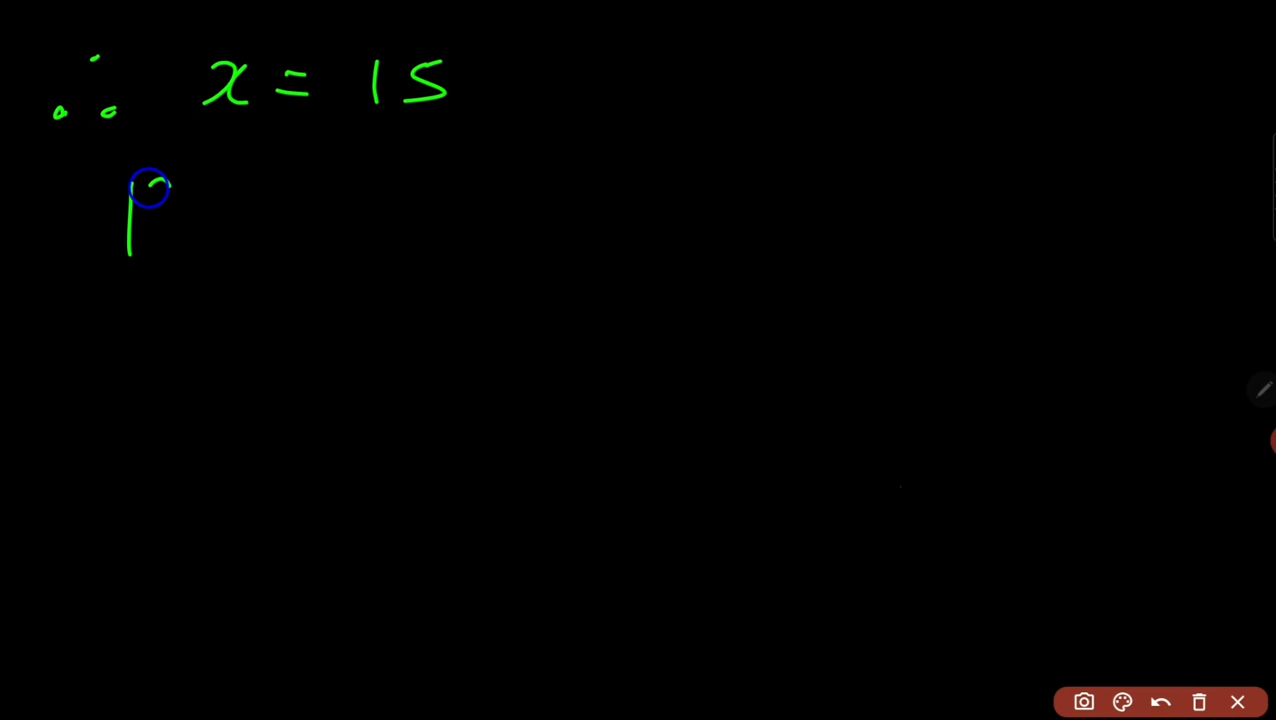 ∴ x = 15